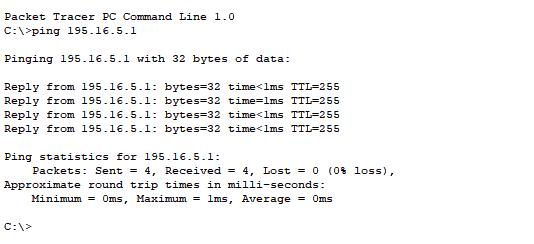 Packet Tracer PC Command Line 1.0
C:\>ping 195.16.5.1
Pinging 195.16.5.1 with 32 bytes of data:
Reply from 195.16.5.1: bytes=32 time<1ms TTL=255
Reply from 195.16.5.1: bytes=32 time=1ms TTL=255
Reply from 195.16.5.1: bytes=32 time<1ms TTL=255
Reply from 195.16.5.1: bytes=32 time<1ms TTL=255
Ping statistics for 195.16.5.1:
Packets: Sent = 4, Received = 4, Lost = 0 (0% loss),
Approximate round trip times in milli-seconds:
Minimum = 0ms, Maximum = 1ms, Average = 0ms
C:\>